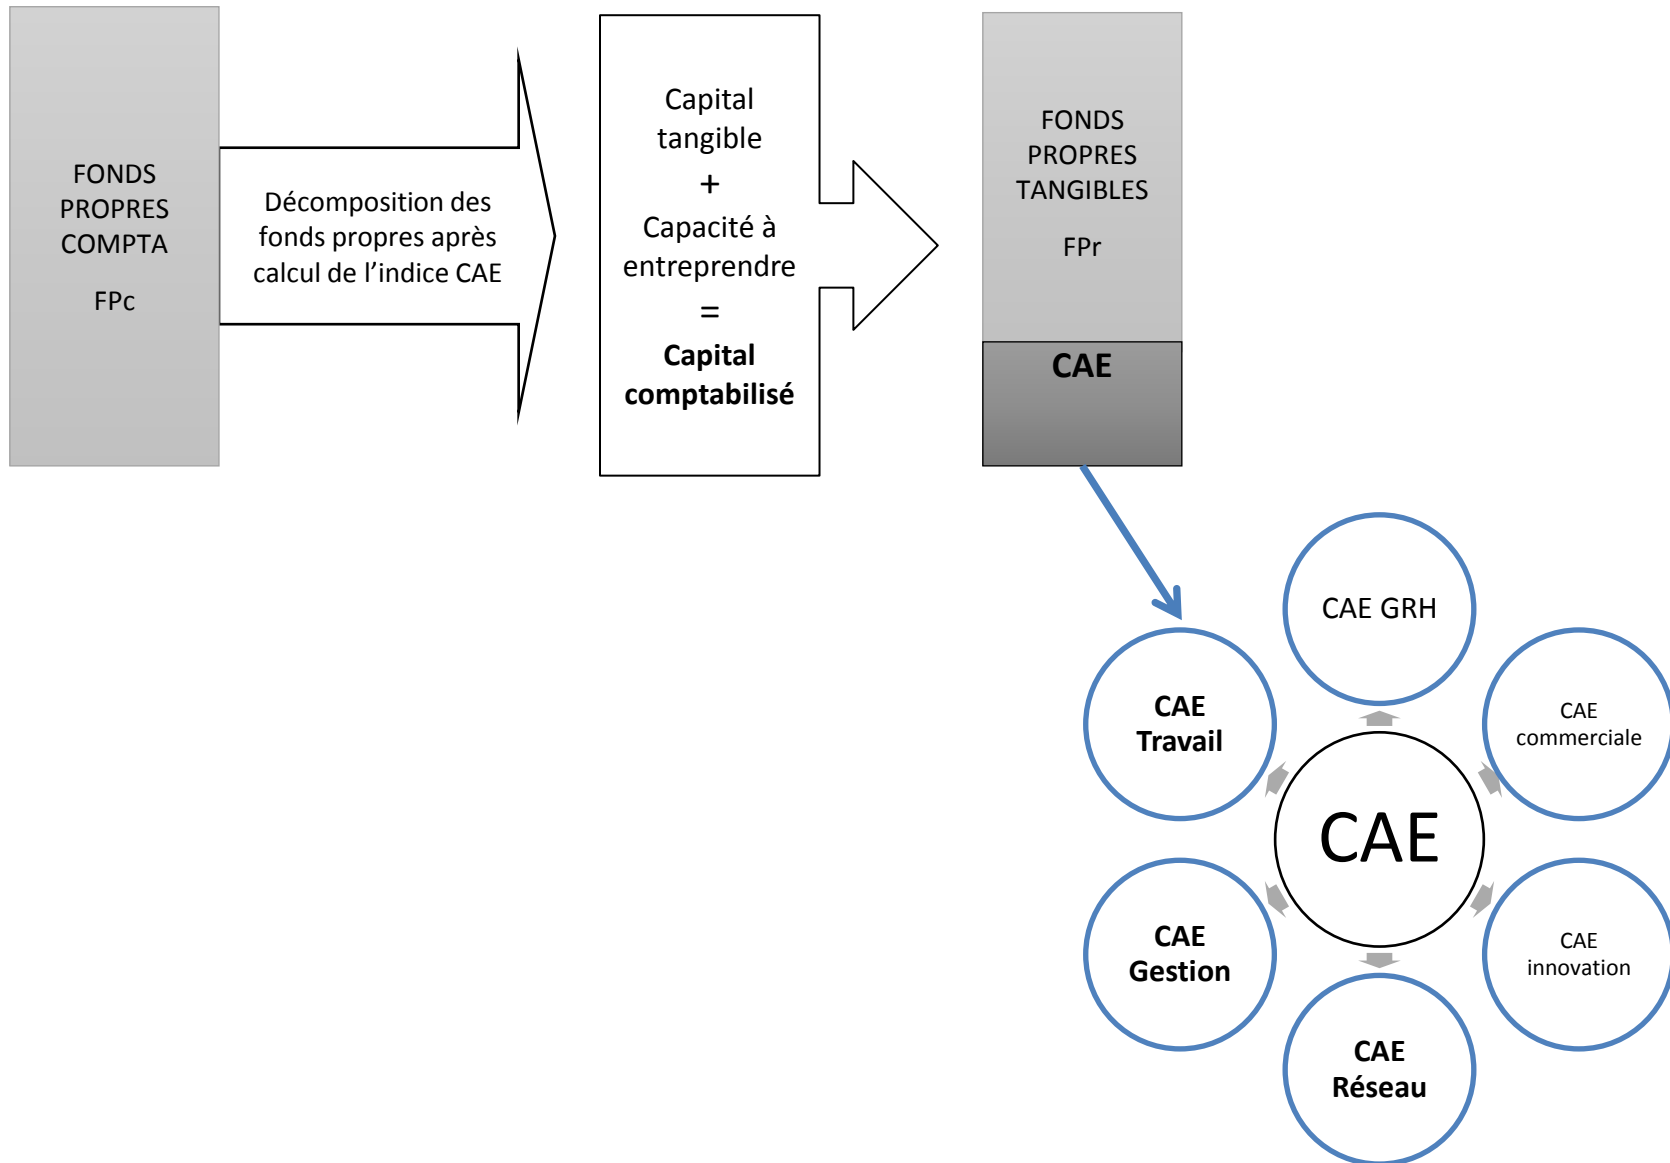 FONDS
PROPRES
COMPTA
FPc
Décomposition des
fonds propres après
calcul de l’indice CAE
Capital
tangible
+
Capacité à
entreprendre
=
Capital
comptabilisé
FONDS
PROPRES
TANGIBLES
FPr
CAE
CAE GRH
CAE
Travail
CAE
commerciale
CAE
CAE
Gestion
CAE
innovation
CAE
Réseau